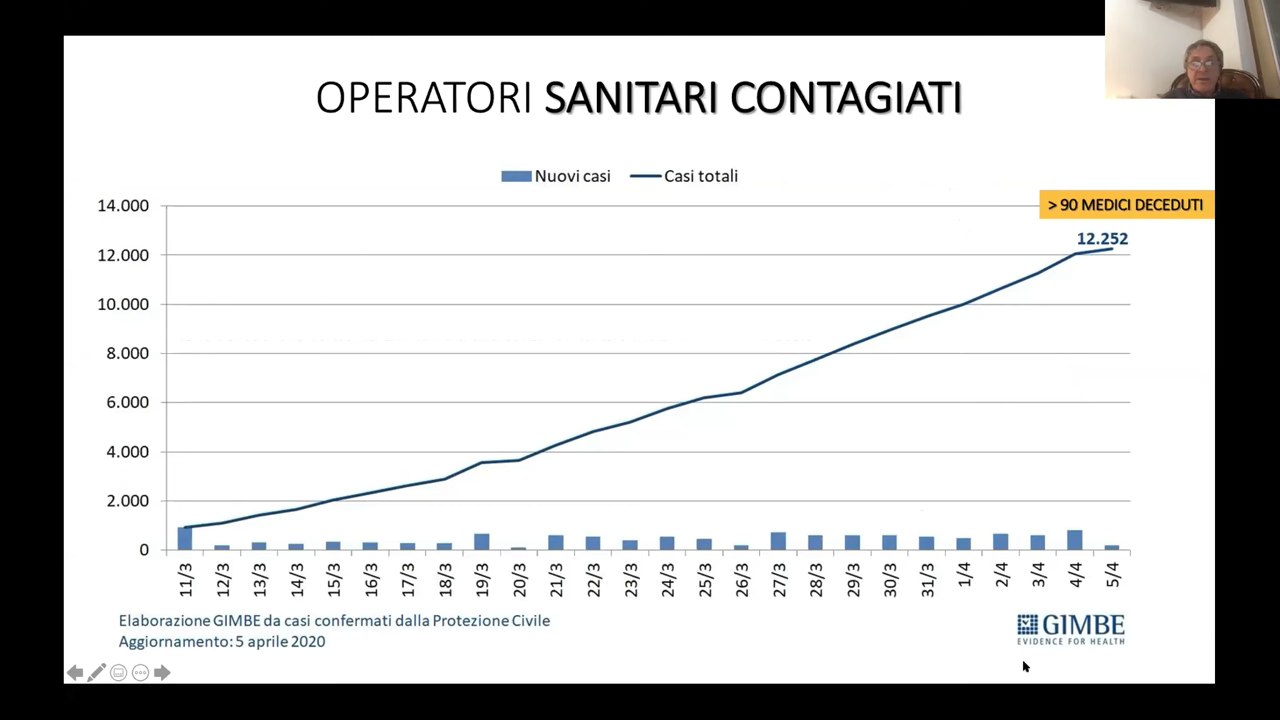 OPERATORI SANITARI CONTAGIATI
Nuovi casi Casi totali
> 90 MEDICI DECEDUTI
12.252
14.000
12.000
10.000
8.000
6.000
4.000
2.000
0
11/3 12/3 13/3 14/3 15/3 16/3 17/3 18/3 19/3 20/3 21/3 22/3 23/3 24/3 25/3 26/3 27/3 28/3 29/3 30/3 31/3 1/4 2/4 3/4 4/4 5/4
Elaborazione GIMBE da casi confermati dalla Protezione Civile
Aggiornamento: 5 aprile 2020
GIMBE
EVIDENCE FOR HEALTH